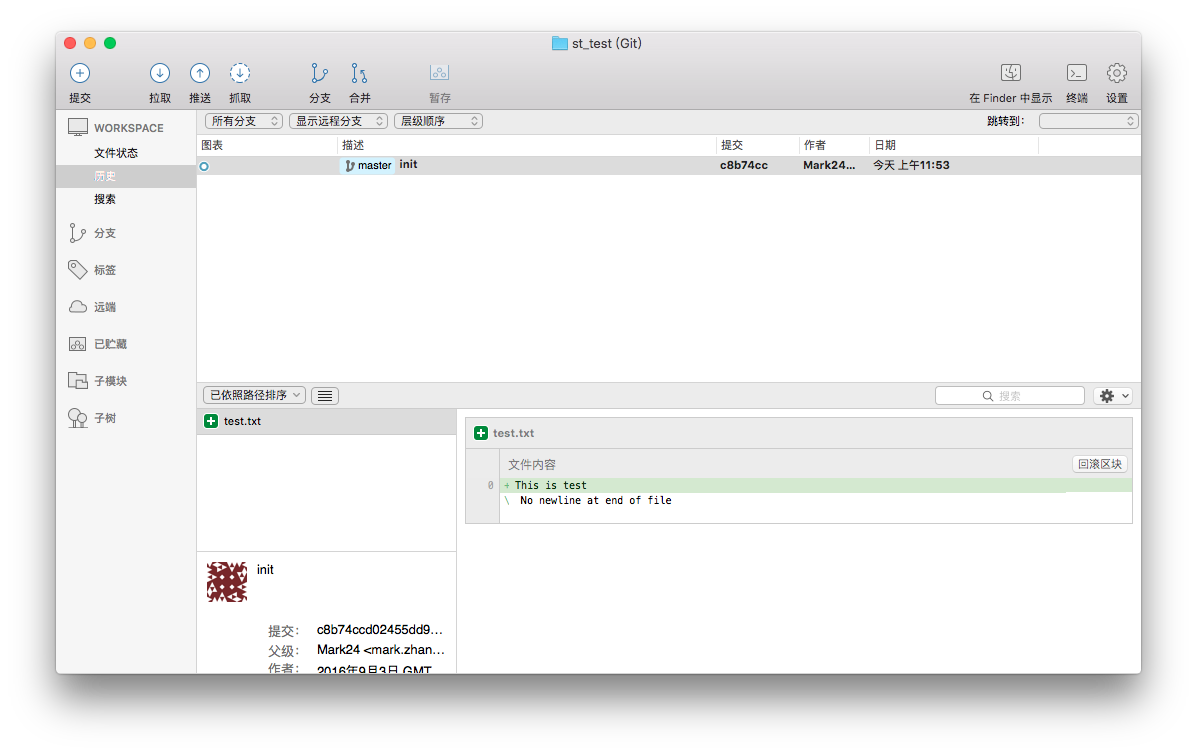 st_test (Git)
提交 拉取 推送 抓取 分支 合并 暂存 在 Finder 中显示 终端 设置
WORKSPACE
文件状态
历史
搜索
分支
标签
远端
已贮藏
子模块
子树
所有分支 显示远程分支 层级顺序 跳转到:
图表 描述 提交 作者 日期
master init c8b74cc Mark24... 今天 上午11:53
已依照路径排序 搜索
test.txt
init
提交: c8b74ccd02455dd9...
父级: Mark24 <mark.zhan...
作者: 2016年9月3日 GMT
test.txt
文件内容 回滚区块
0 + This is test
\ No newline at end of file